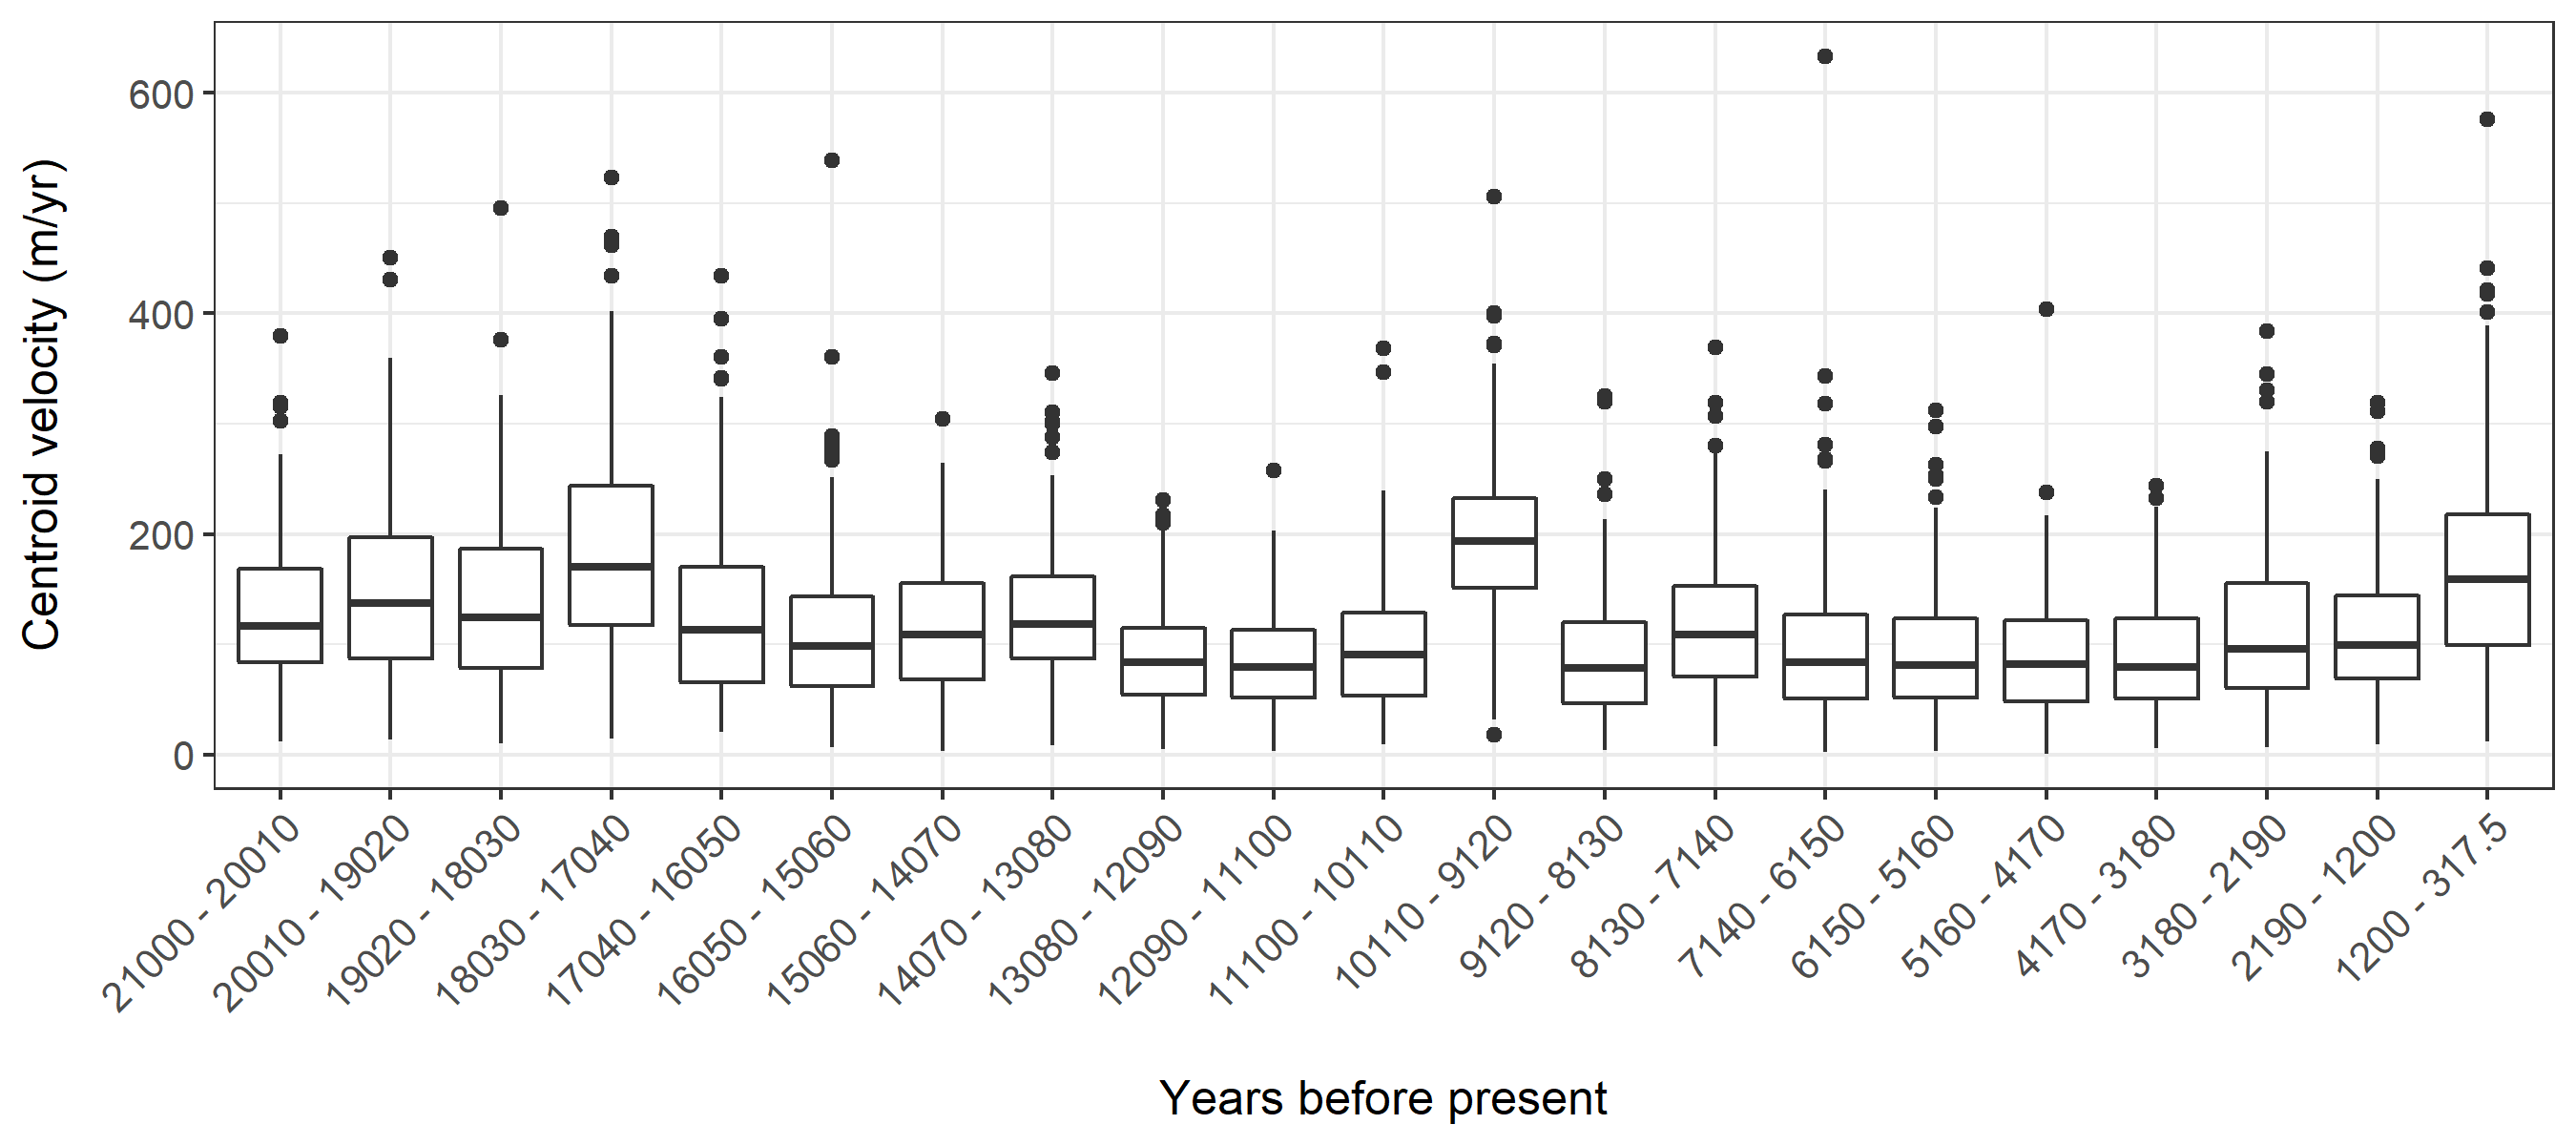 Centroid velocity (m/yr)
600
400
200
0
21000 - 20010
20010 - 19020
19020 - 18030
18030 - 17040
17040 - 16050
16050 - 15060
15060 - 14070
14070 - 13080
13080 - 12090
12090 - 11100
11100 - 10110
10110 - 9120
9120 - 8130
8130 - 7140
7140 - 6150
6150 - 5160
5160 - 4170
4170 - 3180
3180 - 2190
2190 - 1200
1200 - 317.5
Years before present